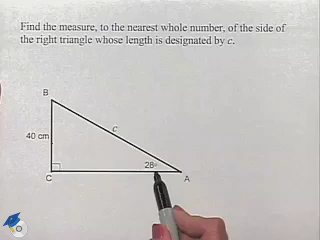 Find the measure, to the nearest whole number, of the side of
the right triangle whose length is designated by c.
B
40 cm
c
28°
C
A